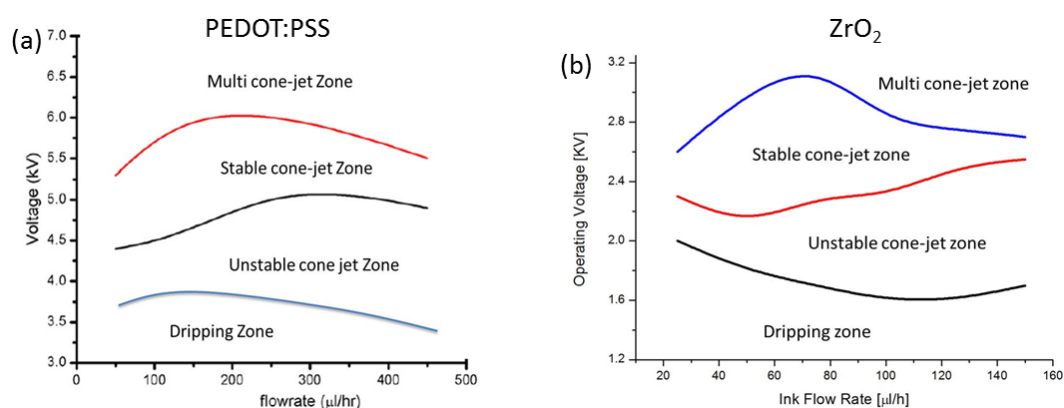 (a)
PEDOT:PSS
7.0
6.5
6.0
5.5
5.0
4.5
4.0
3.5
3.0
Voltage (kV)
Multi cone-jet Zone
Stable cone-jet Zone
Unstable cone jet Zone
Dripping Zone
0 100 200 300 400 500
flowrate (μl/hr)
(b)
ZrO₂
3.2
2.8
2.4
2.0
1.6
1.2
Operating Voltage [KV]
Multi cone-jet zone
Stable cone-jet zone
Unstable cone-jet zone
Dripping zone
20 40 60 80 100 120 140 160
Ink Flow Rate [μl/h]